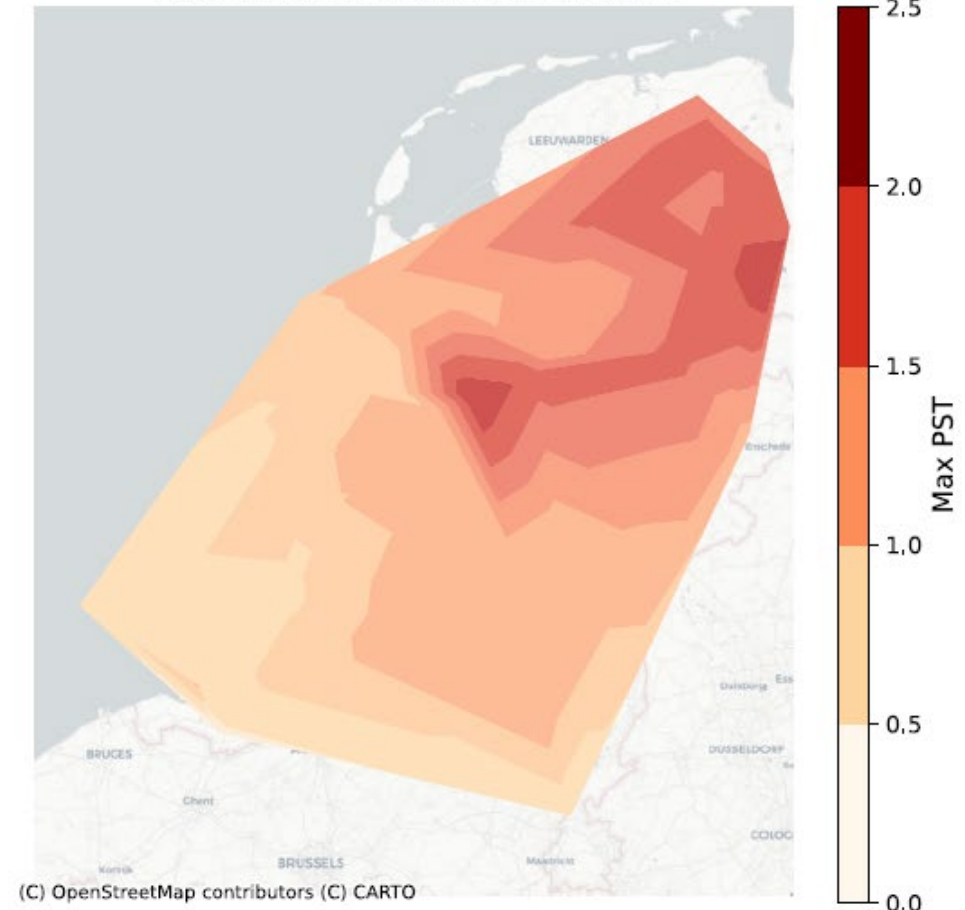 2.5
LEEUWARDEN
2.0
1.5
Max PST
Enschede
1.0
Duisburg
Ess
0.5
BRUGES
DUSSELDORF
Ghent
COLOG
BRUSSELS
Maastricht
Kortrijk
(C) OpenStreetMap contributors (C) CARTO
0.0